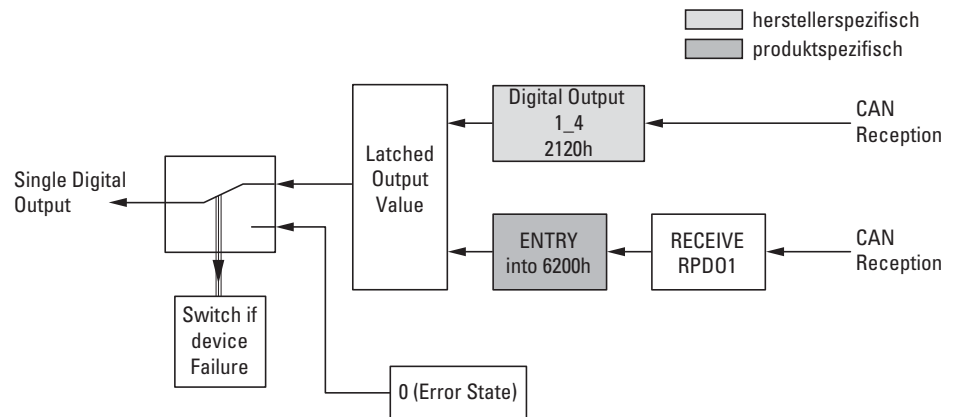 herstellerspezifisch
produktspezifisch
Digital Output
1_4
2120h
CAN
Reception
Latched
Output
Value
Single Digital
Output
ENTRY
into 6200h
RECEIVE
RPDO1
CAN
Reception
Switch if
device
Failure
0 (Error State)